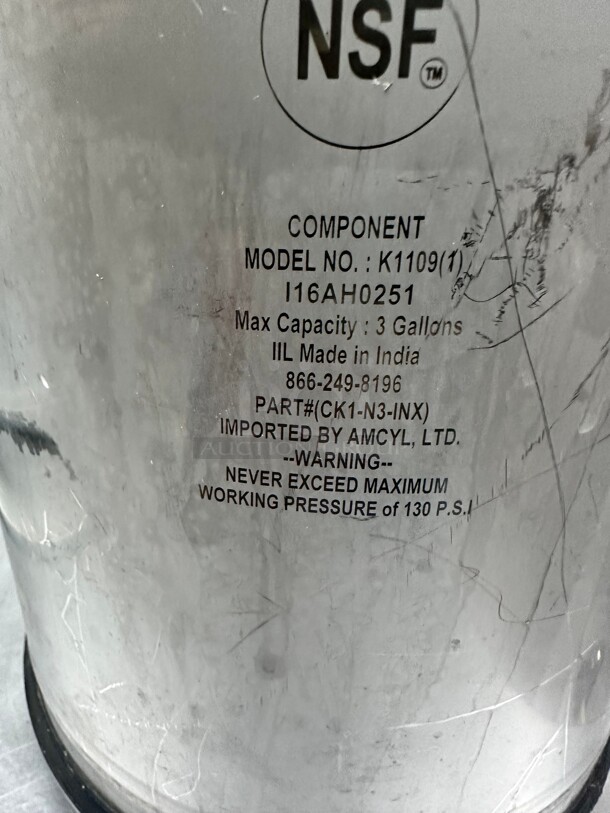 NSF
TM
COMPONENT
MODEL NO. : K1109(1)
I16AH0251
Max Capacity : 3 Gallons
IIL Made in India
866-249-8196
PART#(CK1-N3-INX)
IMPORTED BY AMCYL, LTD.
--WARNING--
NEVER EXCEED MAXIMUM
WORKING PRESSURE of 130 P.S.I